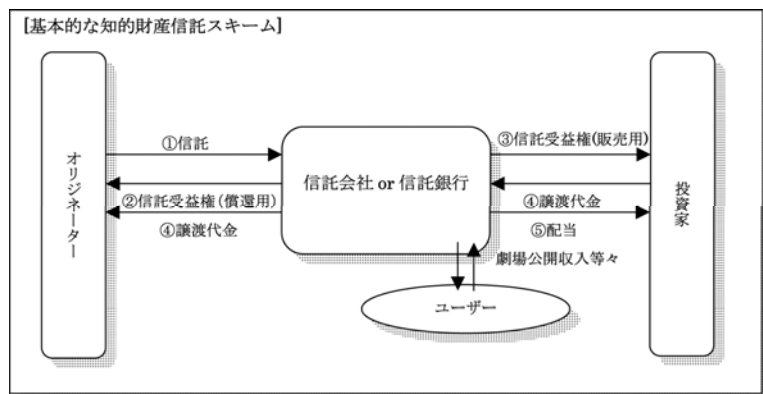 [基本的な知的財産信託スキーム]
オリジネーター
①信託
②信託受益権(償還用)
④譲渡代金
信託会社 or 信託銀行
③信託受益権(販売用)
④譲渡代金
⑤配当
劇場公開収入等々
ユーザー
投資家